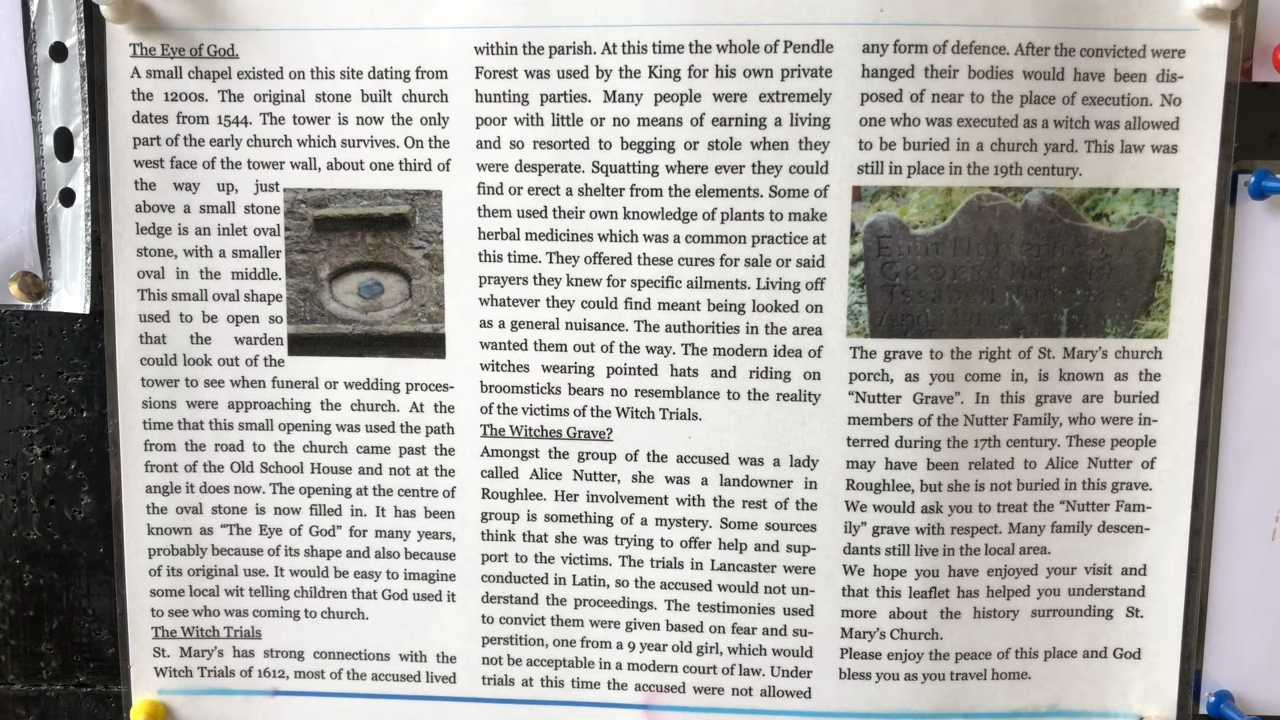 The Eye of God.
A small chapel existed on this site dating from
the 1200s. The original stone built church
dates from 1544. The tower is now the only
part of the early church which survives. On the
west face of the tower wall, about one third of
the way up, just
above a small stone
ledge is an inlet oval
stone, with a smaller
oval in the middle.
This small oval shape
used to be open so
that the warden
could look out of the
tower to see when funeral or wedding proces-
sions were approaching the church. At the
time that this small opening was used the path
from the road to the church came past the
front of the Old School House and not at the
angle it does now. The opening at the centre of
the oval stone is now filled in. It has been
known as “The Eye of God” for many years,
probably because of its shape and also because
of its original use. It would be easy to imagine
some local wit telling children that God used it
to see who was coming to church.
The Witch Trials
St. Mary’s has strong connections with the
Witch Trials of 1612, most of the accused lived
within the parish. At this time the whole of Pendle
Forest was used by the King for his own private
hunting parties. Many people were extremely
poor with little or no means of earning a living
and so resorted to begging or stole when they
were desperate. Squatting where ever they could
find or erect a shelter from the elements. Some of
them used their own knowledge of plants to make
herbal medicines which was a common practice at
this time. They offered these cures for sale or said
prayers they knew for specific ailments. Living off
whatever they could find meant being looked on
as a general nuisance. The authorities in the area
wanted them out of the way. The modern idea of
witches wearing pointed hats and riding on
broomsticks bears no resemblance to the reality
of the victims of the Witch Trials.
The Witches Grave?
Amongst the group of the accused was a lady
called Alice Nutter, she was a landowner in
Roughlee. Her involvement with the rest of the
group is something of a mystery. Some sources
think that she was trying to offer help and sup-
port to the victims. The trials in Lancaster were
conducted in Latin, so the accused would not un-
derstand the proceedings. The testimonies used
to convict them were given based on fear and su-
perstition, one from a 9 year old girl, which would
not be acceptable in a modern court of law. Under
trials at this time the accused were not allowed
any form of defence. After the convicted were
hanged their bodies would have been dis-
posed of near to the place of execution. No
one who was executed as a witch was allowed
to be buried in a church yard. This law was
still in place in the 19th century.
The grave to the right of St. Mary’s church
porch, as you come in, is known as the
“Nutter Grave”. In this grave are buried
members of the Nutter Family, who were in-
terred during the 17th century. These people
may have been related to Alice Nutter of
Roughlee, but she is not buried in this grave.
We would ask you to treat the “Nutter Fam-
ily” grave with respect. Many family descen-
dants still live in the local area.
We hope you have enjoyed your visit and
that this leaflet has helped you understand
more about the history surrounding St.
Mary’s Church.
Please enjoy the peace of this place and God
bless you as you travel home.